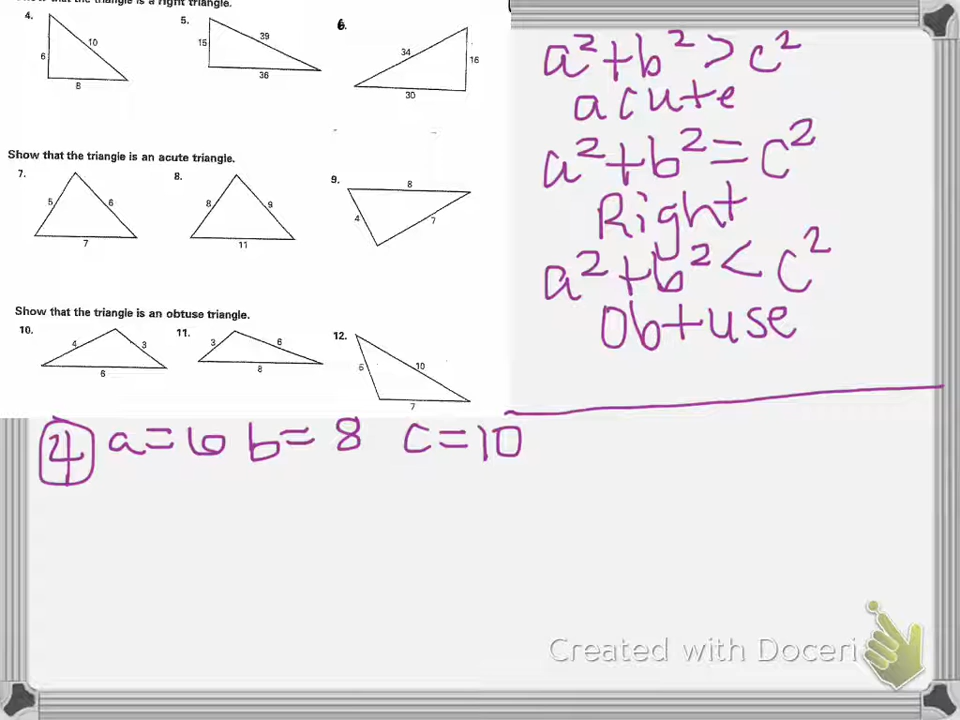 Show that the triangle is a right triangle.
4. 6 10 8
5. 15 39 36
6. 34 16 30
Show that the triangle is an acute triangle.
7. 5 6 7
8. 8 9 11
9. 8 4 7
Show that the triangle is an obtuse triangle.
10. 4 3 6
11. 3 6 8
12. 6 10 7
a²+b²>c²
acute
a²+b²=c²
Right
a²+b²<c²
Obtuse
4 a=6 b=8 c=10
Created with Doceri